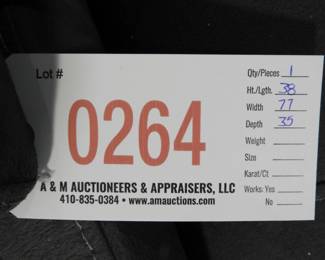 Lot #
0264
A & M AUCTIONEERS & APPRAISERS, LLC
410-835-0384 • www.amauctions.com
Qty/Pieces 1
Ht./Lgth. 38
Width 77
Depth 35
Weight
Size
Karat/Ct
Works: Yes
No